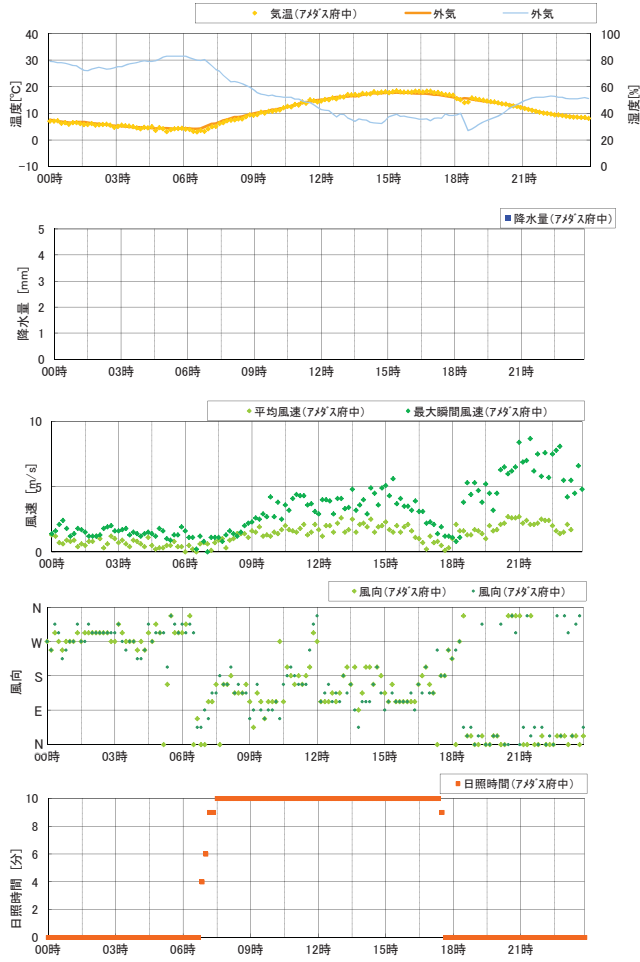 気温(アメダス府中) 外気 外気
40 100
30 80
20 60
10 40
0 20
-10 0
温度[℃]
湿度[%]
00時 03時 06時 09時 12時 15時 18時 21時
降水量(アメダス府中)
5
4
3
2
1
0
降水量 [mm]
00時 03時 06時 09時 12時 15時 18時 21時
平均風速(アメダス府中) 最大瞬間風速(アメダス府中)
10
5
0
風速 [m/s]
00時 03時 06時 09時 12時 15時 18時 21時
風向(アメダス府中) 風向(アメダス府中)
N
W
S
E
N
風向
00時 03時 06時 09時 12時 15時 18時 21時
日照時間(アメダス府中)
10
8
6
4
2
0
日照時間 [分]
00時 03時 06時 09時 12時 15時 18時 21時